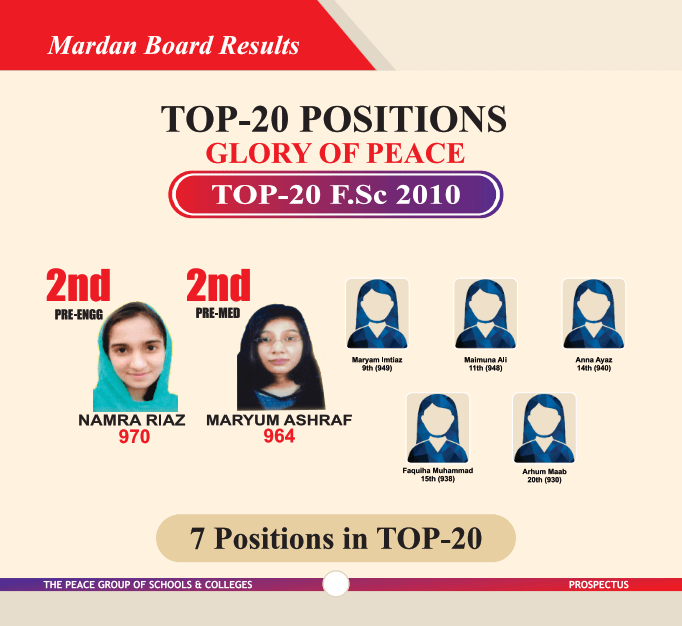 Mardan Board Results
TOP-20 POSITIONS
GLORY OF PEACE
TOP-20 F.Sc 2010
2nd
PRE-ENGG
NAMRA RIAZ
970
2nd
PRE-MED
MARYUM ASHRAF
964
Maryam Imtiaz
9th (949)
Maimuna Ali
11th (948)
Anna Ayaz
14th (940)
Faquiha Muhammad
15th (938)
Arhum Maab
20th (930)
7 Positions in TOP-20
THE PEACE GROUP OF SCHOOLS & COLLEGES
PROSPECTUS